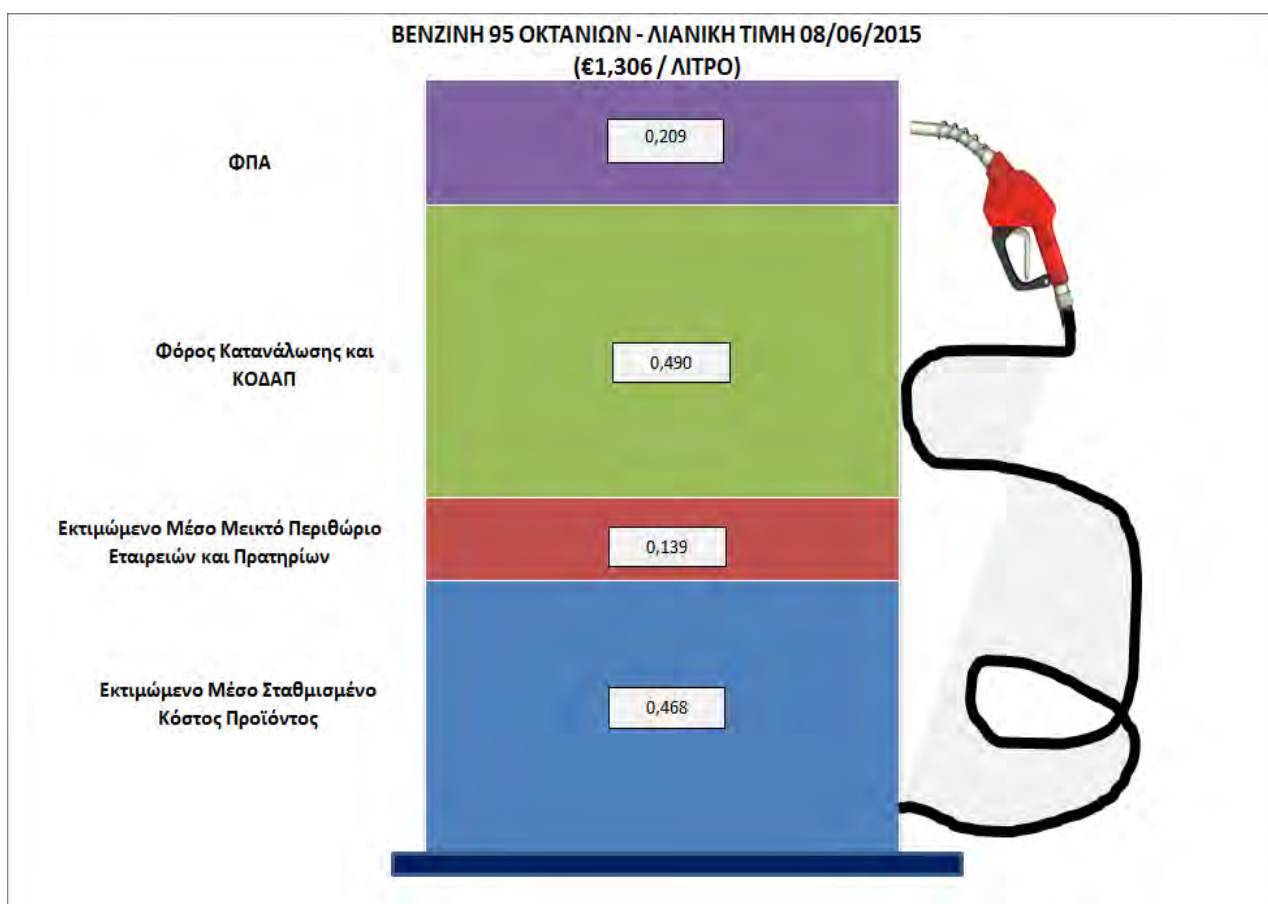 ΒΕΝΖΙΝΗ 95 ΟΚΤΑΝΙΩΝ - ΛΙΑΝΙΚΗ ΤΙΜΗ 08/06/2015
(€1,306 / ΛΙΤΡΟ)
ΦΠΑ
0,209
Φόρος Κατανάλωσης και
ΚΟΔΑΠ
0,490
Εκτιμώμενο Μέσο Μεικτό Περιθώριο
Εταιρειών και Πρατηρίων
0,139
Εκτιμώμενο Μέσο Σταθμισμένο
Κόστος Προϊόντος
0,468